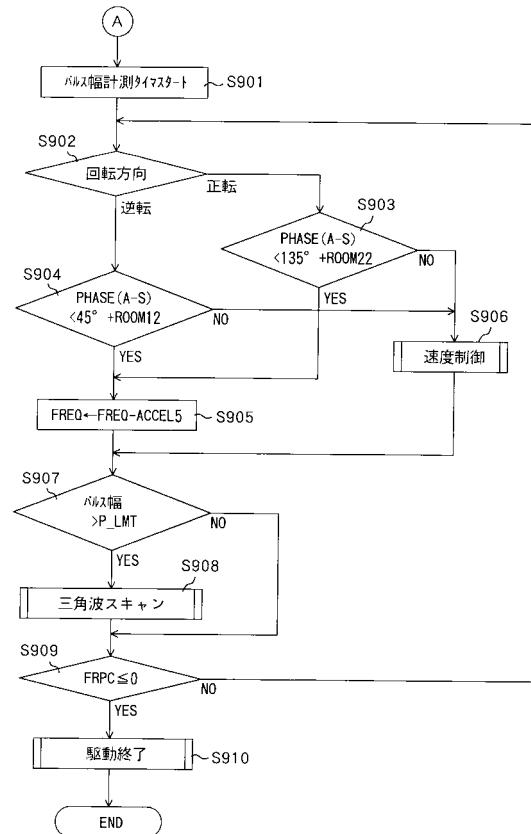 A
パルス幅計測タイマスタート
S901
S902
回転方向
正転
逆転
S903
PHASE(A-S)
<135° +ROOM22
NO
YES
S904
PHASE(A-S)
<45° +ROOM12
NO
YES
S906
速度制御
FREQ←FREQ-ACCEL5
S905
S907
パルス幅
>P_LMT
NO
YES
S908
三角波スキャン
S909
FRPC≦0
NO
YES
駆動終了
S910
END